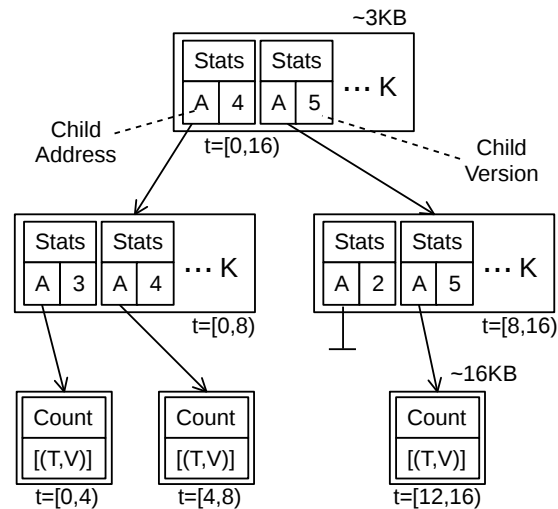 ~3KB
Stats Stats
A 4 A 5 ... K
Child
Address
t=[0,16)
Child
Version
Stats Stats
A 3 A 4 ... K
t=[0,8)
Stats Stats
A 2 A 5 ... K
t=[8,16)
~16KB
Count
[(T,V)]
t=[0,4)
Count
[(T,V)]
t=[4,8)
Count
[(T,V)]
t=[12,16)